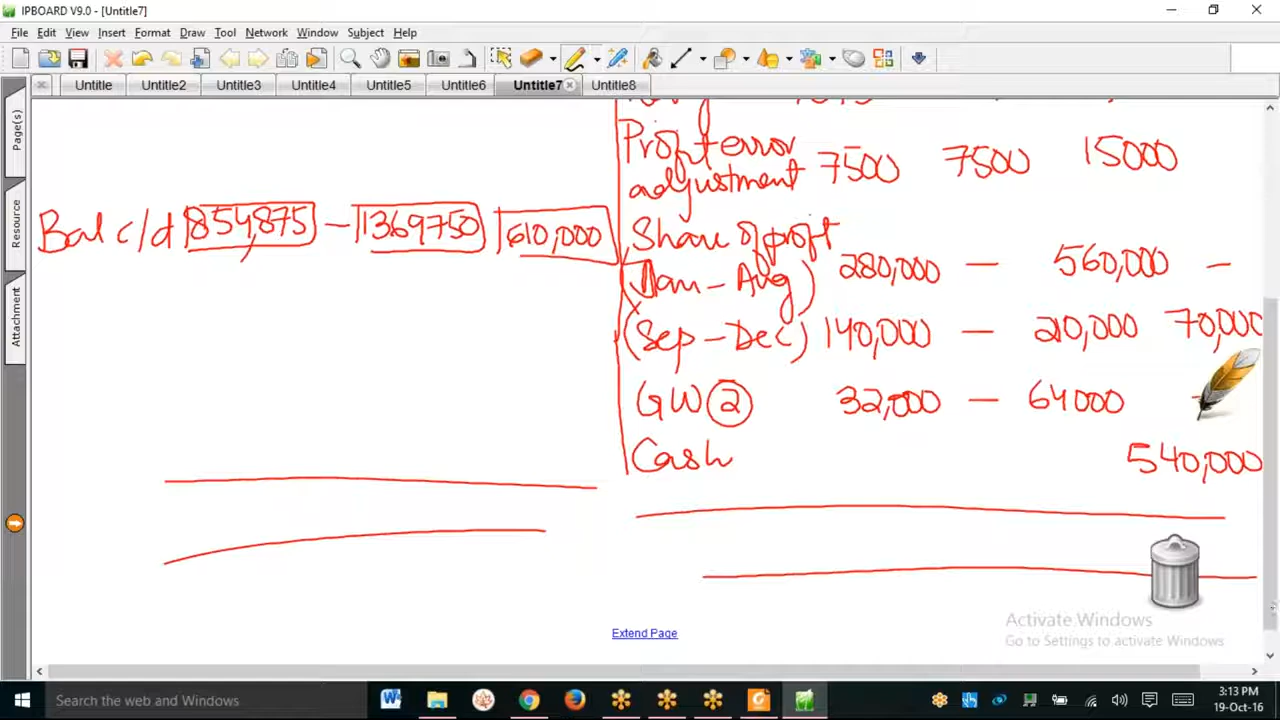 IPBOARD V9.0 - [Untitle7]
File Edit View Insert Format Draw Tool Network Window Subject Help
Untitle Untitle2 Untitle3 Untitle4 Untitle5 Untitle6 Untitle7 Untitle8
Page(s)
Resource
Attachment
Profit error
adjustment 7500 7500 15000
Bal c/d 854,875 – 1369750 610,000
Share of profit
(Jan – Aug) 280,000 – 560,000 –
(Sep – Dec) 140,000 – 210,000 70,000
GW 2 32,000 – 64000
Cash 540,000
Extend Page
Activate Windows
Go to Settings to activate Windows
Search the web and Windows
3:13 PM
19-Oct-16